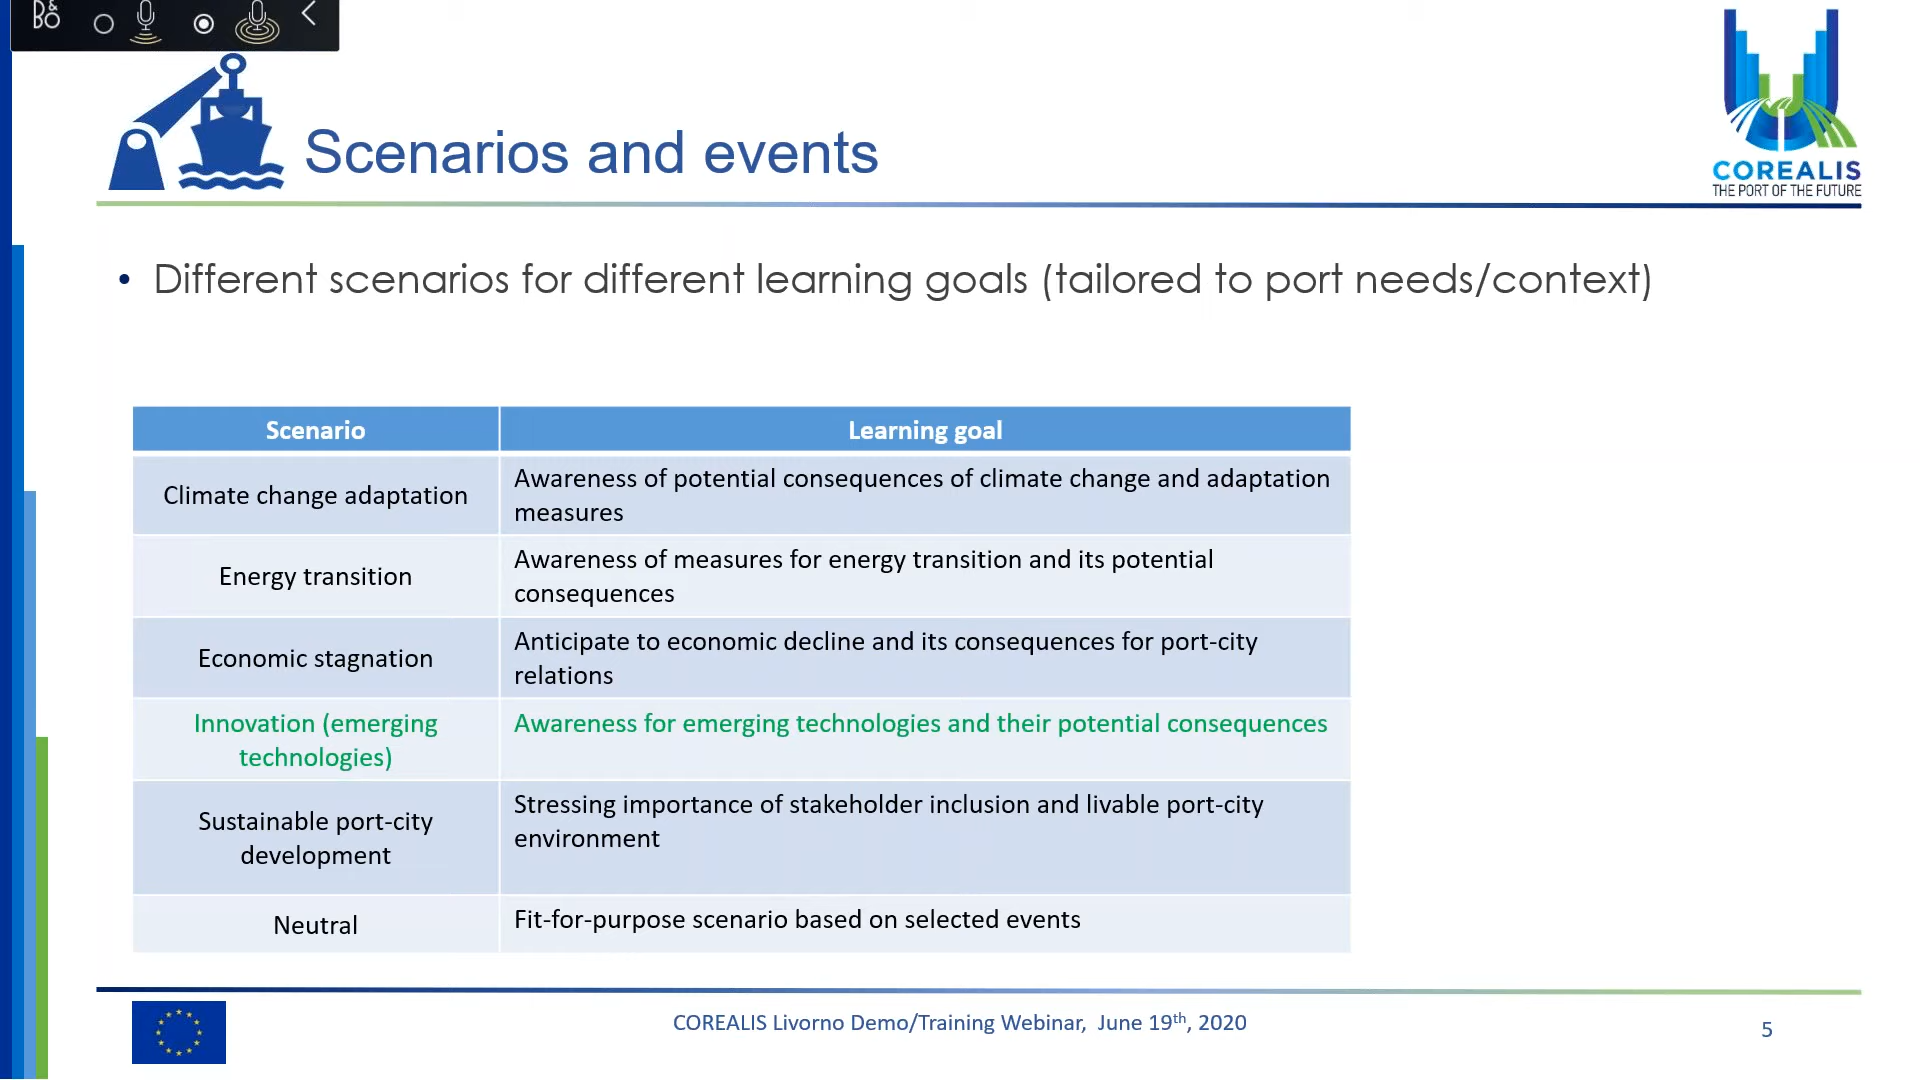 B&O
Scenarios and events
COREALIS
THE PORT OF THE FUTURE
• Different scenarios for different learning goals (tailored to port needs/context)
Scenario
Learning goal
Climate change adaptation
Awareness of potential consequences of climate change and adaptation
measures
Energy transition
Awareness of measures for energy transition and its potential
consequences
Economic stagnation
Anticipate to economic decline and its consequences for port-city
relations
Innovation (emerging
technologies)
Awareness for emerging technologies and their potential consequences
Sustainable port-city
development
Stressing importance of stakeholder inclusion and livable port-city
environment
Neutral
Fit-for-purpose scenario based on selected events
COREALIS Livorno Demo/Training Webinar, June 19th, 2020
5